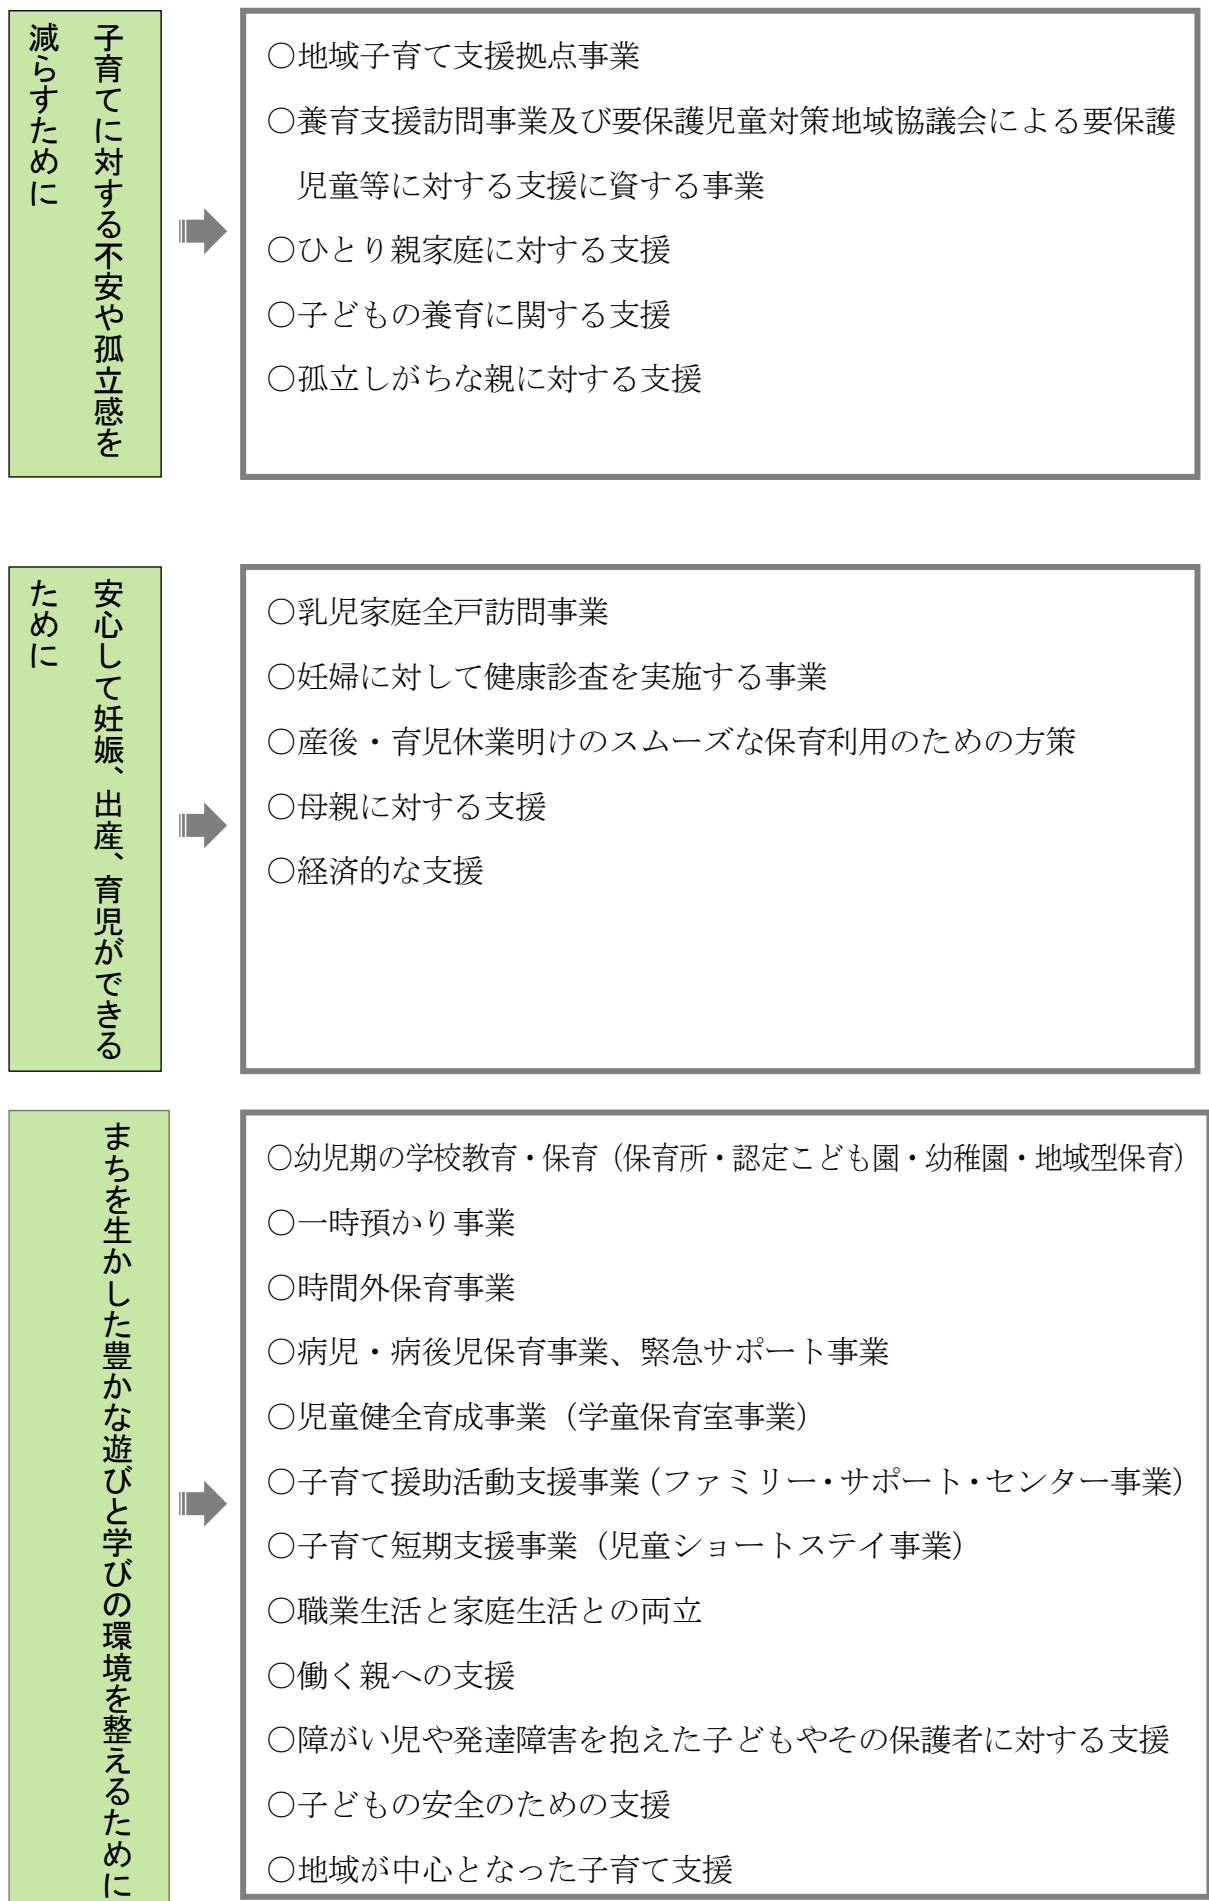 子育てに対する不安や孤立感を
減らすために
○地域子育て支援拠点事業
○養育支援訪問事業及び要保護児童対策地域協議会による要保護
児童等に対する支援に資する事業
○ひとり親家庭に対する支援
○子どもの養育に関する支援
○孤立しがちな親に対する支援
安心して妊娠、出産、育児ができる
ために
○乳児家庭全戸訪問事業
○妊婦に対して健康診査を実施する事業
○産後・育児休業明けのスムーズな保育利用のための方策
○母親に対する支援
○経済的な支援
まちを生かした豊かな遊びと学びの環境を整えるために
○幼児期の学校教育・保育（保育所・認定こども園・幼稚園・地域型保育）
○一時預かり事業
○時間外保育事業
○病児・病後児保育事業、緊急サポート事業
○児童健全育成事業（学童保育室事業）
○子育て援助活動支援事業（ファミリー・サポート・センター事業）
○子育て短期支援事業（児童ショートステイ事業）
○職業生活と家庭生活との両立
○働く親への支援
○障がい児や発達障害を抱えた子どもやその保護者に対する支援
○子どもの安全のための支援
○地域が中心となった子育て支援